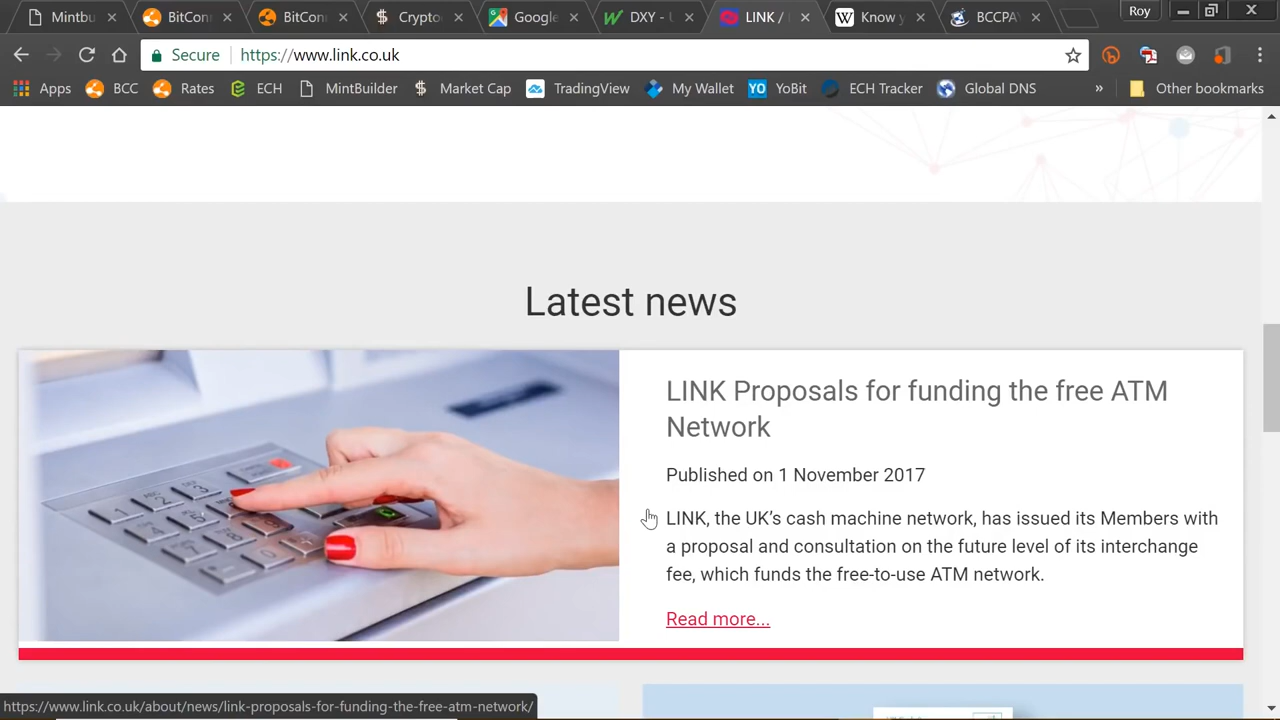 Mintbu
BitConn
BitConn
Crypto
Google
DXY - U
LINK /
Know y
BCCPAY
Roy
Secure
https://www.link.co.uk
Apps
BCC
Rates
ECH
MintBuilder
Market Cap
TradingView
My Wallet
YO YoBit
ECH Tracker
Global DNS
»
Other bookmarks
Latest news
LINK Proposals for funding the free ATM
Network
Published on 1 November 2017
LINK, the UK’s cash machine network, has issued its Members with
a proposal and consultation on the future level of its interchange
fee, which funds the free-to-use ATM network.
Read more...
https://www.link.co.uk/about/news/link-proposals-for-funding-the-free-atm-network/